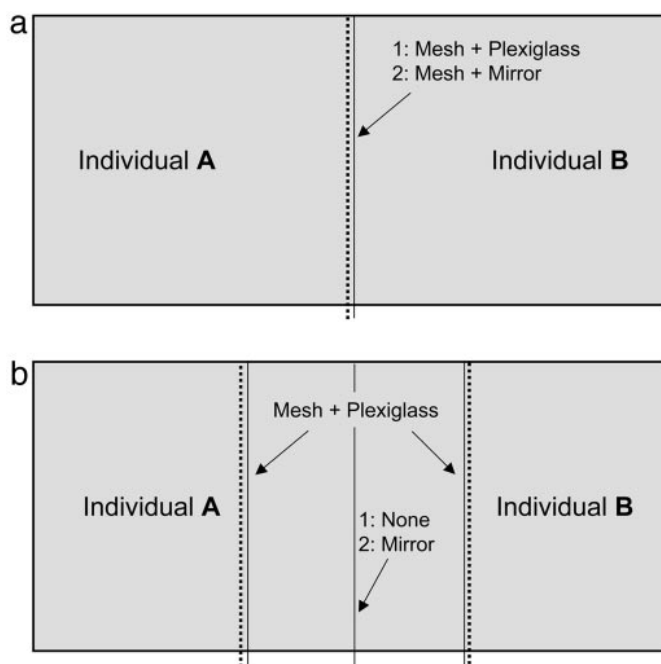 a
1: Mesh + Plexiglass
2: Mesh + Mirror
Individual A
Individual B
b
Mesh + Plexiglass
Individual A
Individual B
1: None
2: Mirror